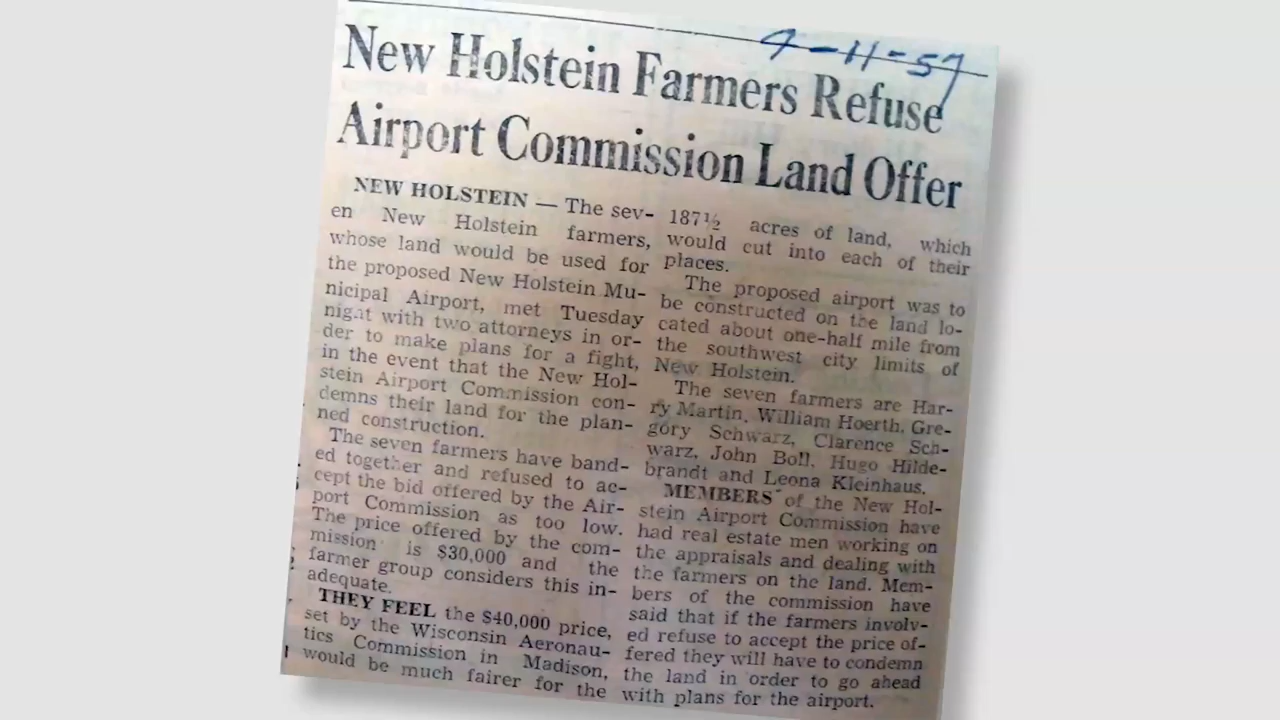 4-11-57
New Holstein Farmers Refuse
Airport Commission Land Offer
NEW HOLSTEIN — The sev-
en New Holstein farmers,
whose land would be used for
the proposed New Holstein Mu-
nicipal Airport, met Tuesday
night with two attorneys in or-
der to make plans for a fight,
in the event that the New Hol-
stein Airport Commission con-
demns their land for the plan-
ned construction.
The seven farmers have band-
ed together and refused to ac-
cept the bid offered by the Air-
port Commission as too low.
The price offered by the com-
mission is $30,000 and the
farmer group considers this in-
adequate.
THEY FEEL the $40,000 price,
set by the Wisconsin Aeronau-
tics Commission in Madison,
would be much fairer for the
187½ acres of land, which
would cut into each of their
places.
The proposed airport was to
be constructed on the land lo-
cated about one-half mile from
the southwest city limits of
New Holstein.
The seven farmers are Har-
ry Martin, William Hoerth, Gre-
gory Schwarz, Clarence Sch-
warz, John Boll, Hugo Hilde-
brandt and Leona Kleinhaus.
MEMBERS of the New Hol-
stein Airport Commission have
had real estate men working on
the appraisals and dealing with
the farmers on the land. Mem-
bers of the commission have
said that if the farmers involv-
ed refuse to accept the price of-
fered they will have to condemn
the land in order to go ahead
with plans for the airport.